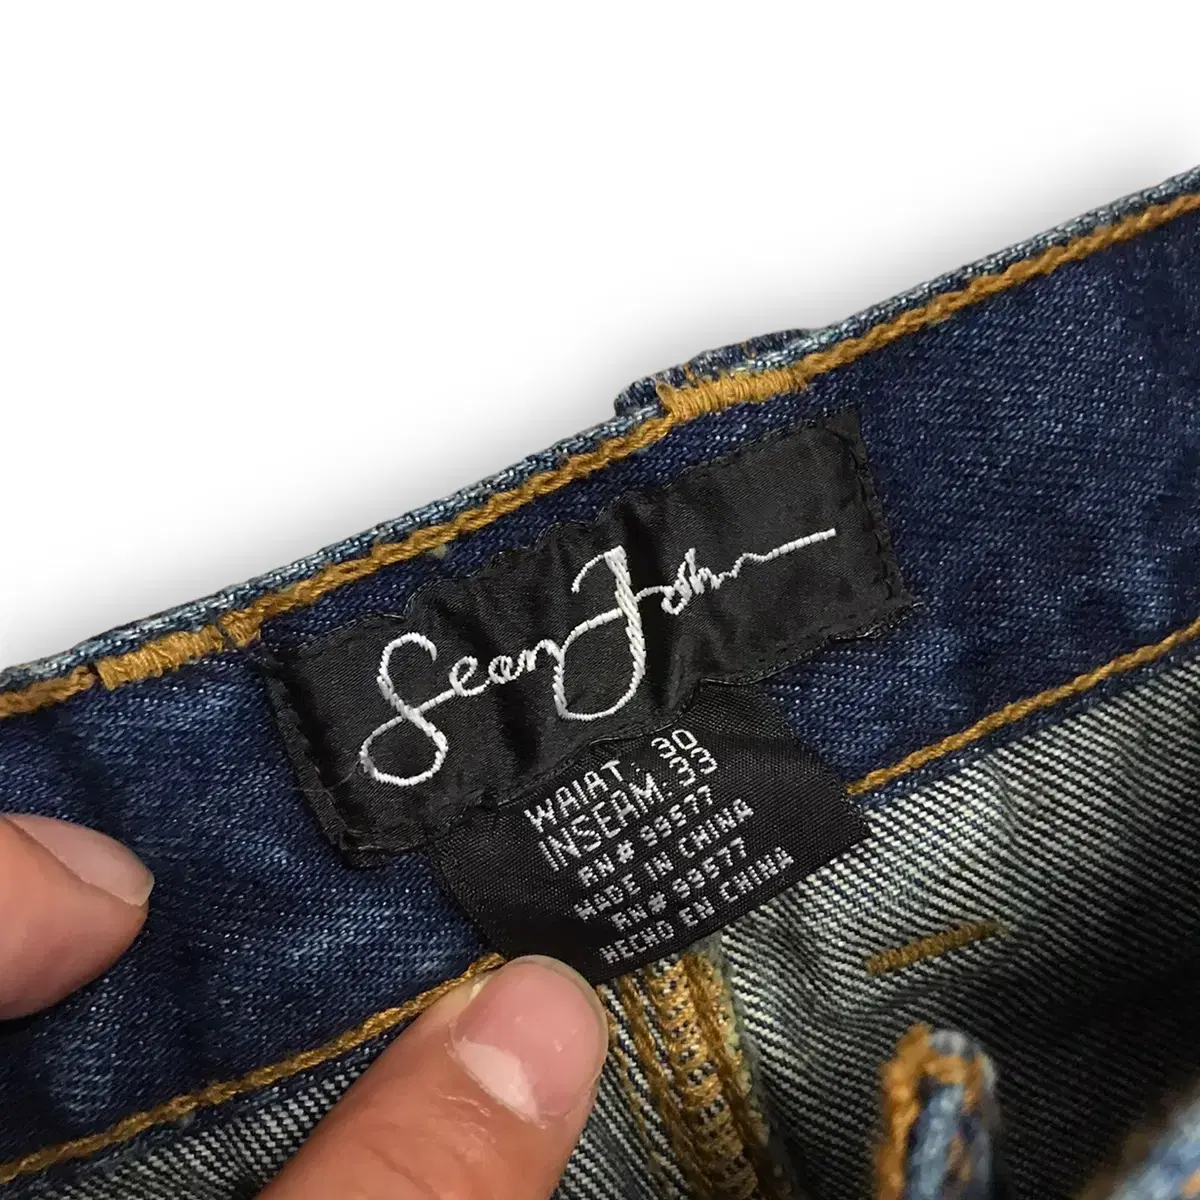 Sean John
WAIAT: 30
INSEAM: 33
RN# 99577
MADE IN CHINA
RN# 99577
HECHO EN CHINA